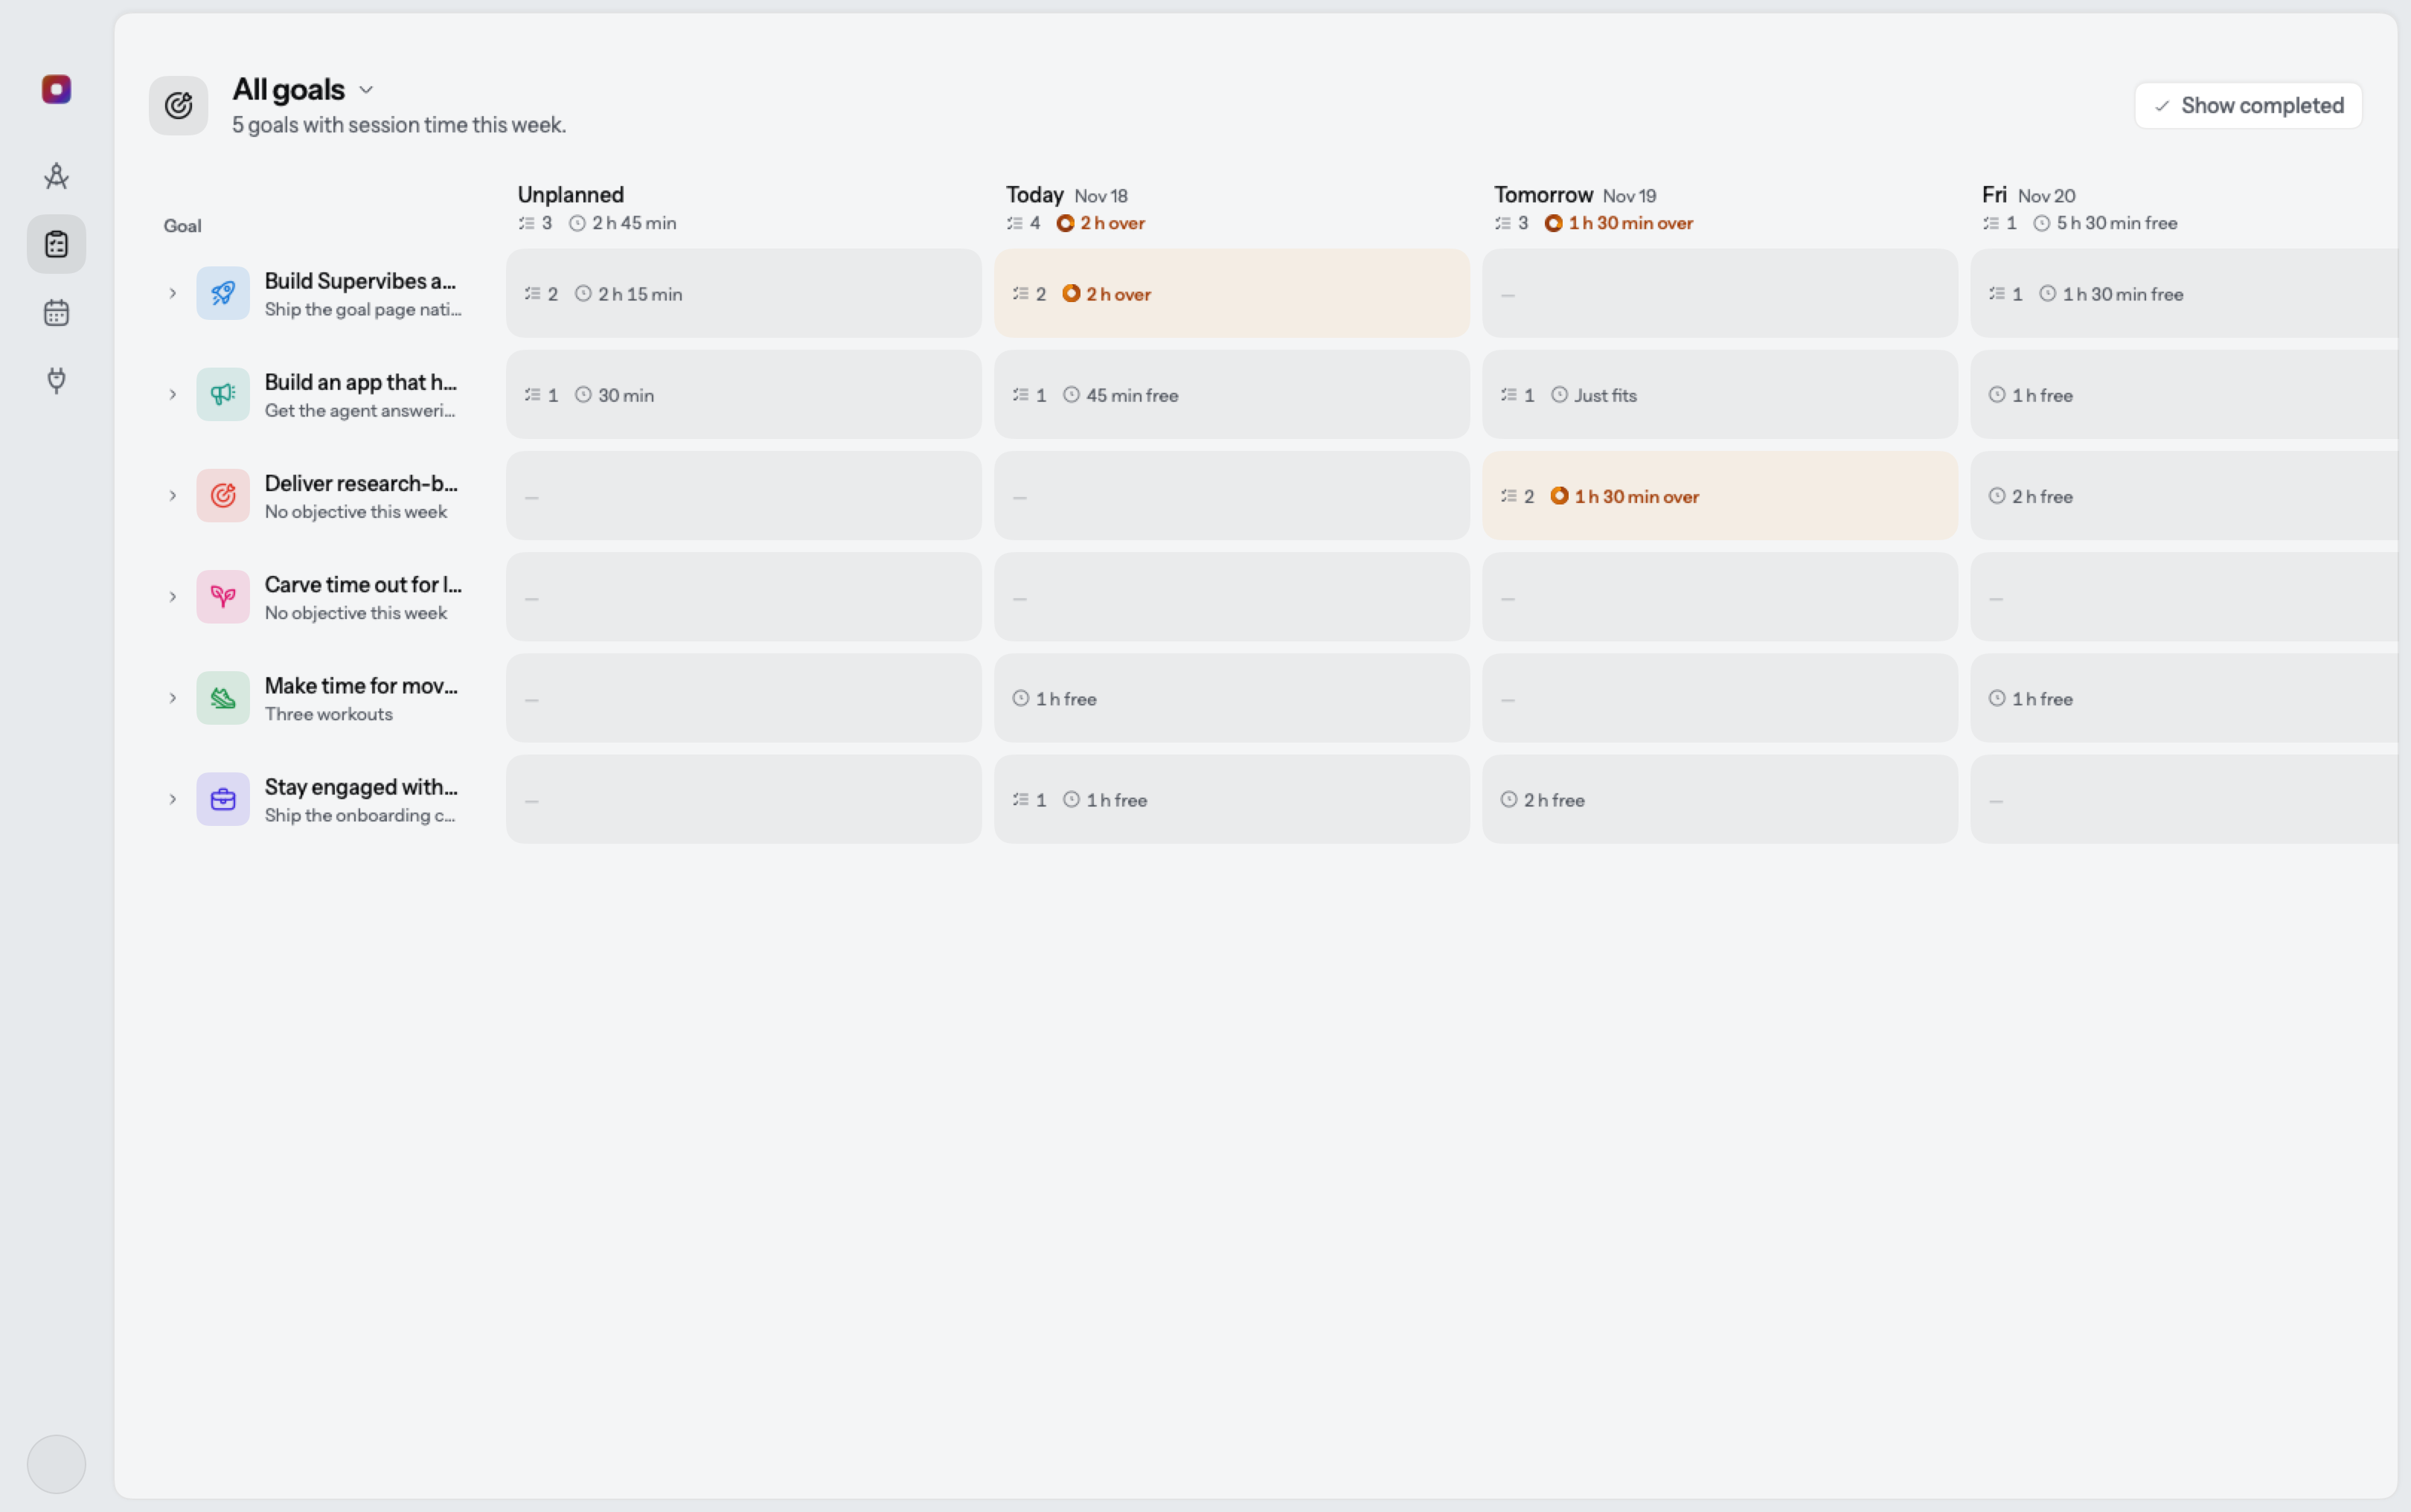 All goals
5 goals with session time this week.
Show completed
Goal
Unplanned
3 2 h 45 min
Today Nov 18
4 2 h over
Tomorrow Nov 19
3 1 h 30 min over
Fri Nov 20
1 5 h 30 min free
Build Supervibes a...
Ship the goal page nati...
2 2 h 15 min
2 2 h over
–
1 1 h 30 min free
Build an app that h...
Get the agent answeri...
1 30 min
1 45 min free
1 Just fits
1 h free
Deliver research-b...
No objective this week
–
–
2 1 h 30 min over
2 h free
Carve time out for l...
No objective this week
–
–
–
–
Make time for mov...
Three workouts
–
1 h free
–
1 h free
Stay engaged with...
Ship the onboarding c...
–
1 1 h free
2 h free
–